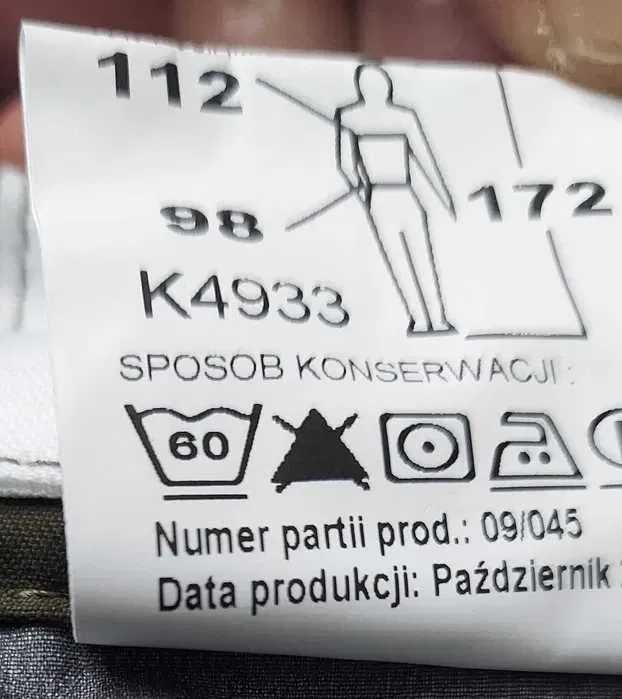 112
98
172
K4933
SPOSOB KONSERWACJI :
60
Numer partii prod.: 09/045
Data produkcji: Październik